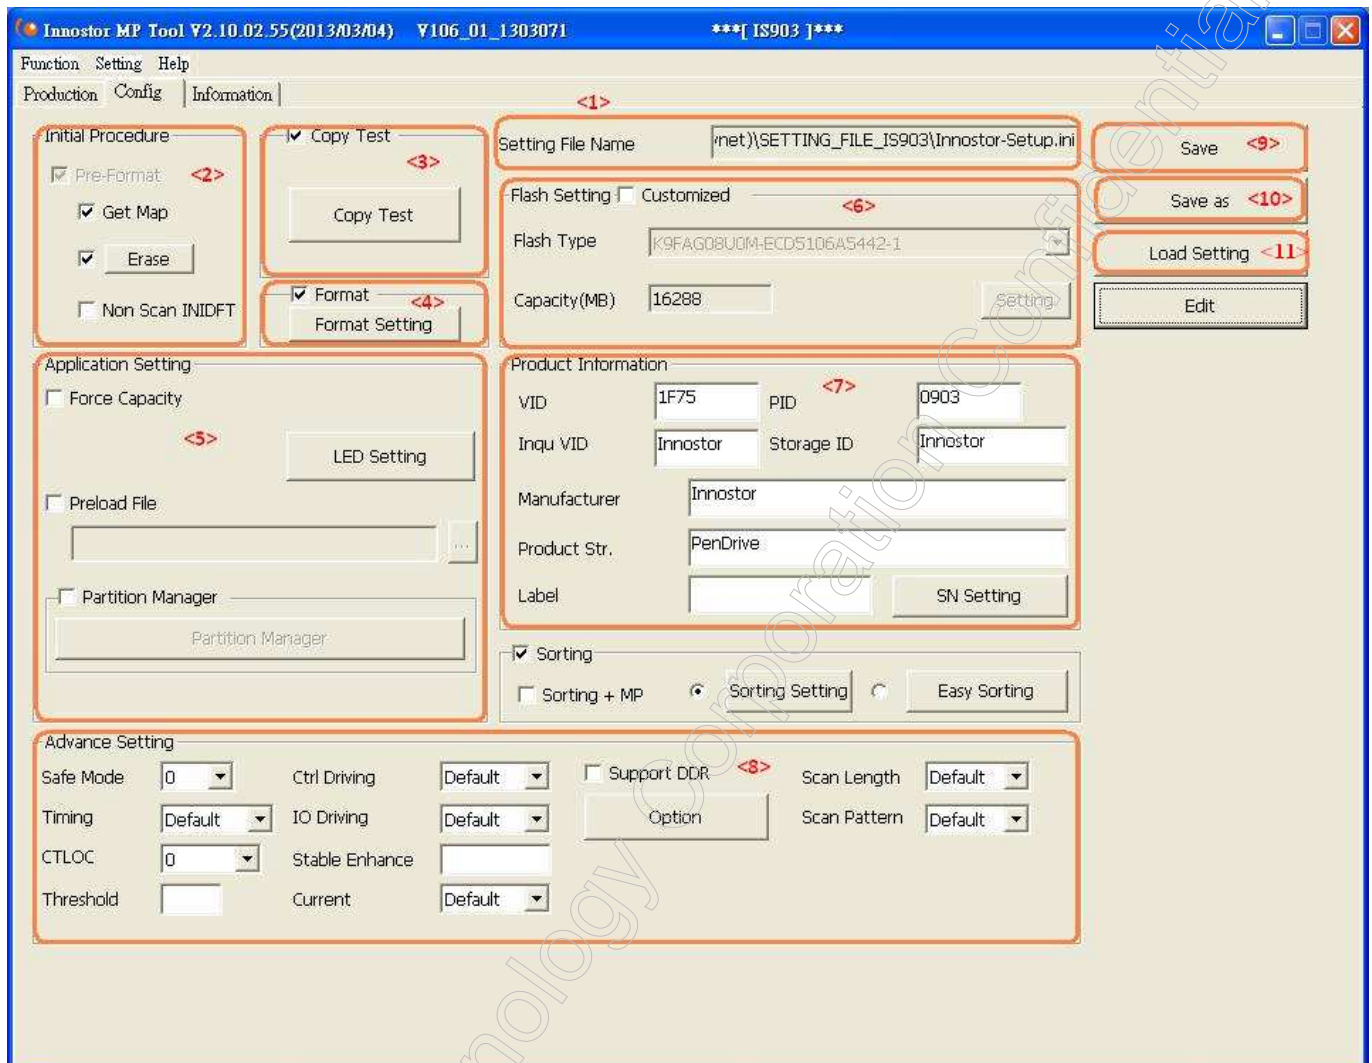 Innostor MP Tool V2.10.02.55(2013/03/04) V106_01_1303071 ***[ IS903 ]***
Function Setting Help
Production Config Information
<1>
Initial Procedure
Pre-Format <2>
Get Map
Erase
Non Scan INIDFT
Copy Test
<3>
Copy Test
Format <4>
Format Setting
Setting File Name
net)\SETTING_FILE_IS903\Innostor-Setup.ini
Save <9>
Save as <10>
Load Setting <11>
Edit
Flash Setting Customized <6>
Flash Type K9FAG08U0M-ECD5106A5442-1
Capacity(MB) 16288 Setting
Application Setting
Force Capacity
<5>
LED Setting
Preload File
...
Partition Manager
Partition Manager
Product Information
<7>
VID 1F75 PID 0903
Inqu VID Innostor Storage ID Innostor
Manufacturer Innostor
Product Str. PenDrive
Label SN Setting
Sorting
Sorting + MP Sorting Setting Easy Sorting
Advance Setting
Safe Mode 0 Ctrl Driving Default Support DDR <8> Scan Length Default
Timing Default IO Driving Default Option Scan Pattern Default
CTLOC 0 Stable Enhance
Threshold Current Default
nology Corporation Confidential